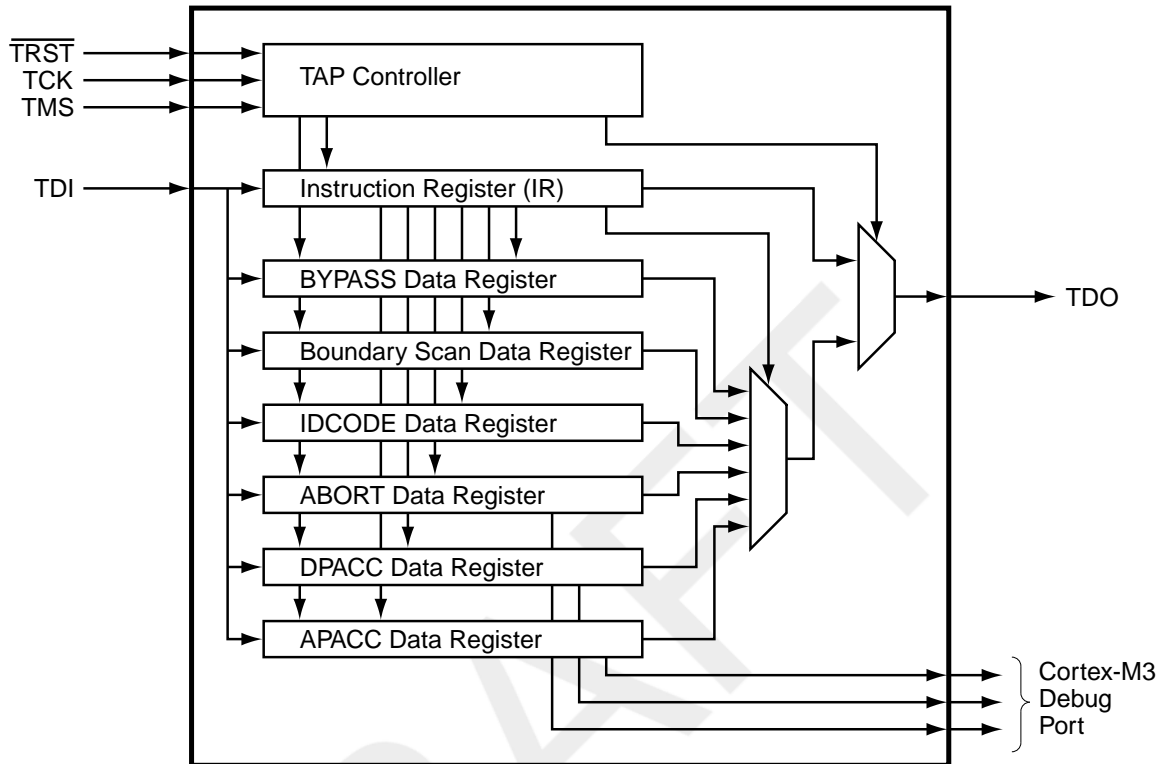 TRST
TCK
TMS
TAP Controller
TDI
Instruction Register (IR)
BYPASS Data Register
Boundary Scan Data Register
IDCODE Data Register
ABORT Data Register
DPACC Data Register
APACC Data Register
TDO
Cortex-M3
Debug
Port
DRAFT